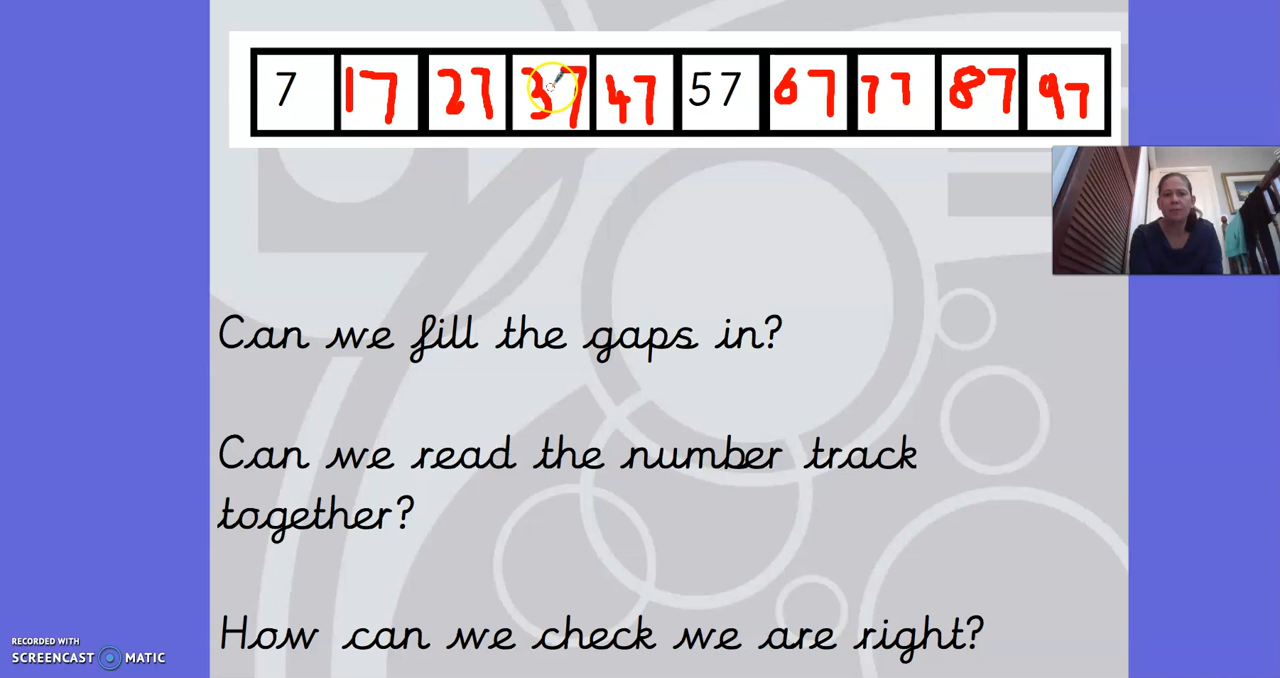 7 17 27 37 47 57 67 77 87 97
Can we fill the gaps in?
Can we read the number track
together?
How can we check we are right?
RECORDED WITH
SCREENCAST MATIC